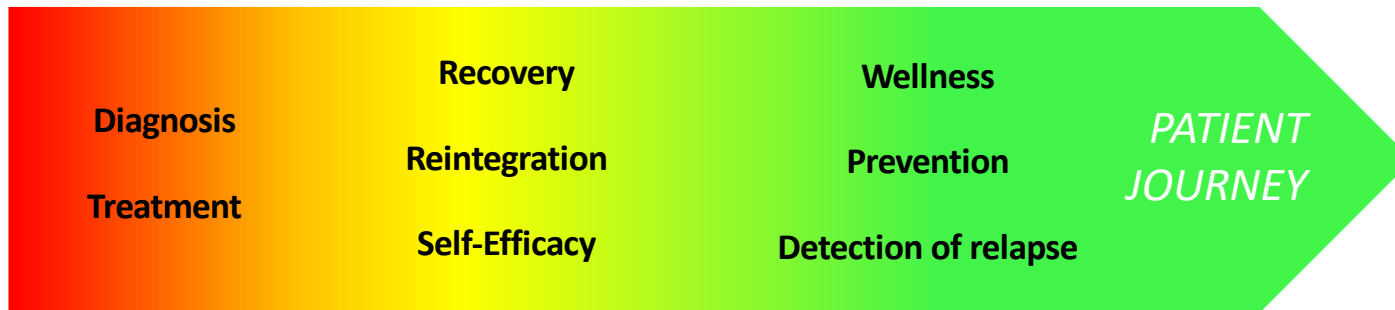 Diagnosis
Treatment
Recovery
Reintegration
Self-Efficacy
Wellness
Prevention
Detection of relapse
PATIENT
JOURNEY